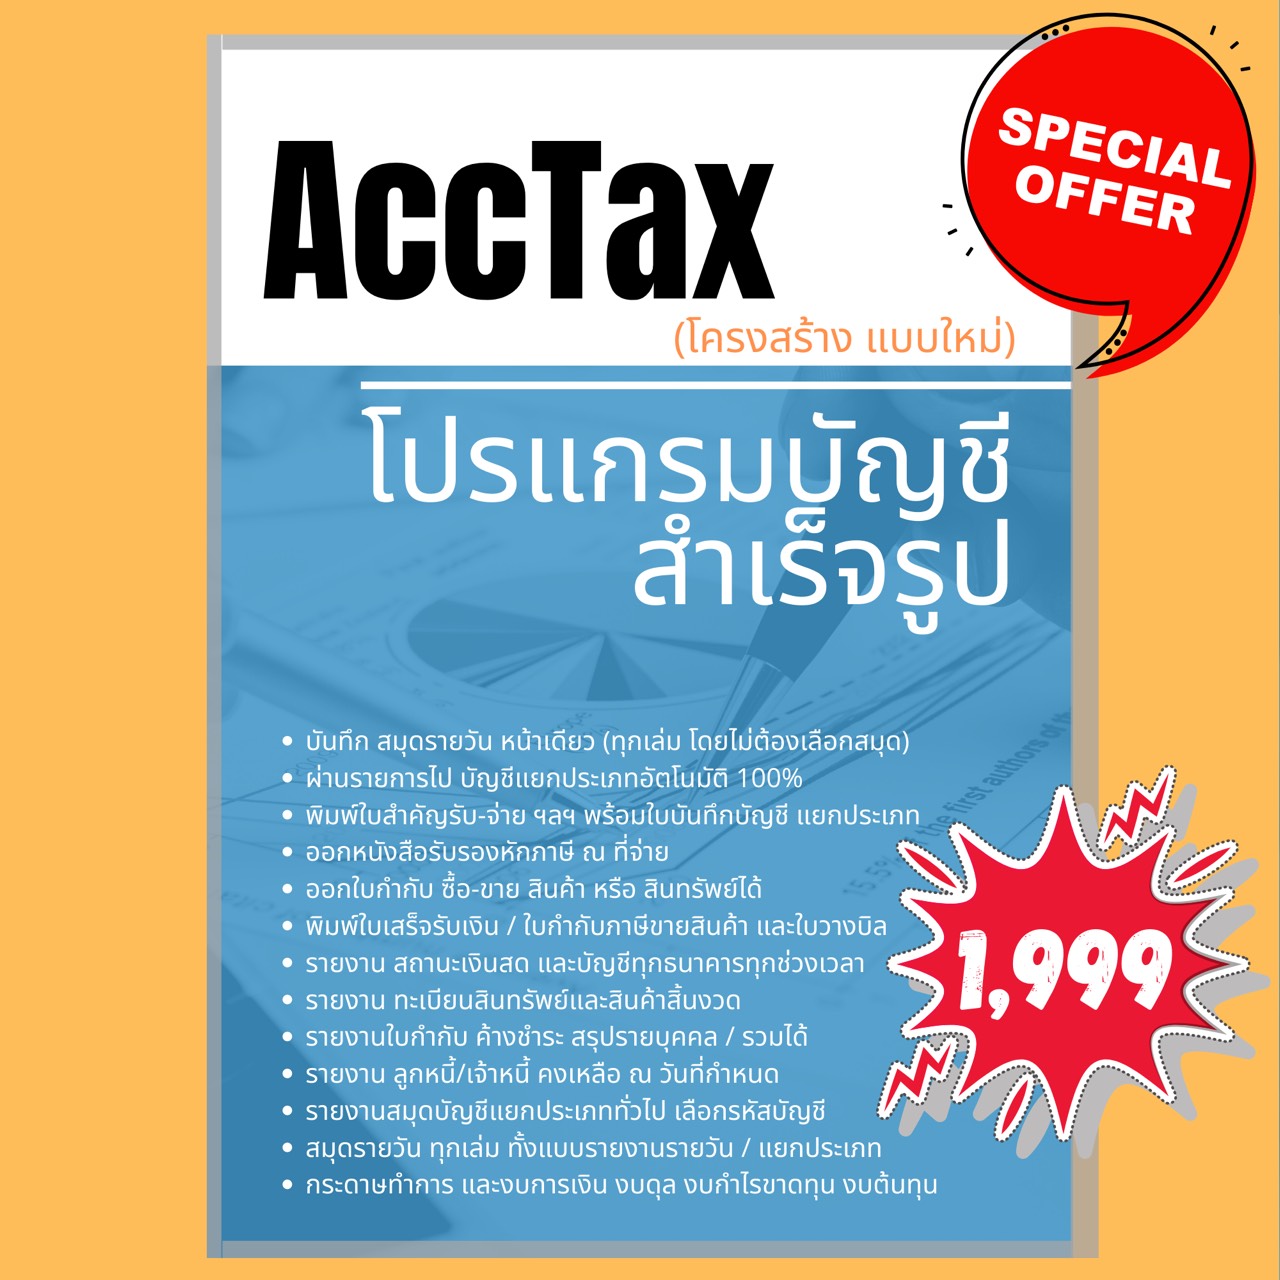 SPECIAL
OFFER
AccTax
(โครงสร้าง แบบใหม่)
โปรแกรมบัญชี
สำเร็จรูป
• บันทึก สมุดรายวัน หน้าเดียว (ทุกเล่ม โดยไม่ต้องเลือกสมุด)
• ผ่านรายการไป บัญชีแยกประเภทอัตโนมัติ 100%
• พิมพ์ใบสำคัญรับ-จ่าย ฯลฯ พร้อมใบบันทึกบัญชี แยกประเภท
• ออกหนังสือรับรองหักภาษี ณ ที่จ่าย
• ออกใบกำกับ ซื้อ-ขาย สินค้า หรือ สินทรัพย์ได้
• พิมพ์ใบเสร็จรับเงิน / ใบกำกับภาษีขายสินค้า และใบวางบิล
• รายงาน สถานะเงินสด และบัญชีทุกธนาคารทุกช่วงเวลา
• รายงาน ทะเบียนสินทรัพย์และสินค้าสิ้นงวด
• รายงานใบกำกับ ค้างชำระ สรุปรายบุคคล / รวมได้
• รายงาน ลูกหนี้/เจ้าหนี้ คงเหลือ ณ วันที่กำหนด
• รายงานสมุดบัญชีแยกประเภททั่วไป เลือกรหัสบัญชี
• สมุดรายวัน ทุกเล่ม ทั้งแบบรายงานรายวัน / แยกประเภท
• กระดาษทำการ และงบการเงิน งบดุล งบกำไรขาดทุน งบต้นทุน
1,999
15.5%
the first authors of